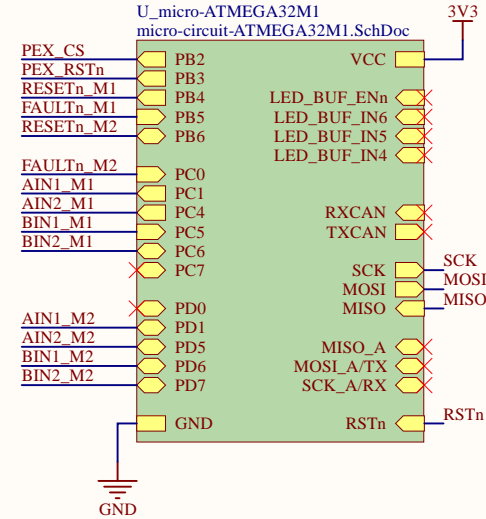 U_micro-ATMEGA32M1
micro-circuit-ATMEGA32M1.SchDoc
3V3
PEX_CS PB2 VCC
PEX_RSTn PB3
RESETn_M1 PB4 LED_BUF_ENn
FAULTn_M1 PB5 LED_BUF_IN6
RESETn_M2 PB6 LED_BUF_IN5
LED_BUF_IN4
FAULTn_M2 PC0
AIN1_M1 PC1
AIN2_M1 PC4 RXCAN
BIN1_M1 PC5 TXCAN
BIN2_M1 PC6
PC7 SCK SCK
MOSI MOSI
PD0 MISO MISO
AIN1_M2 PD1
AIN2_M2 PD5 MISO_A
BIN1_M2 PD6 MOSI_A/TX
BIN2_M2 PD7 SCK_A/RX
GND RSTn RSTn
GND